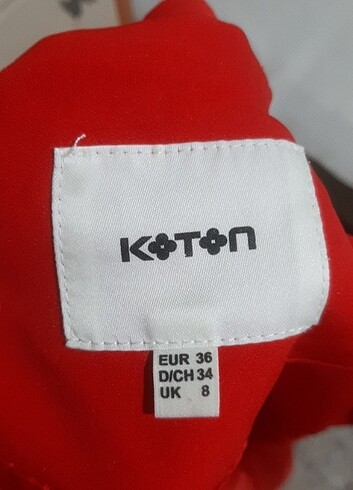 KOTON
EUR 36
D/CH 34
UK 8